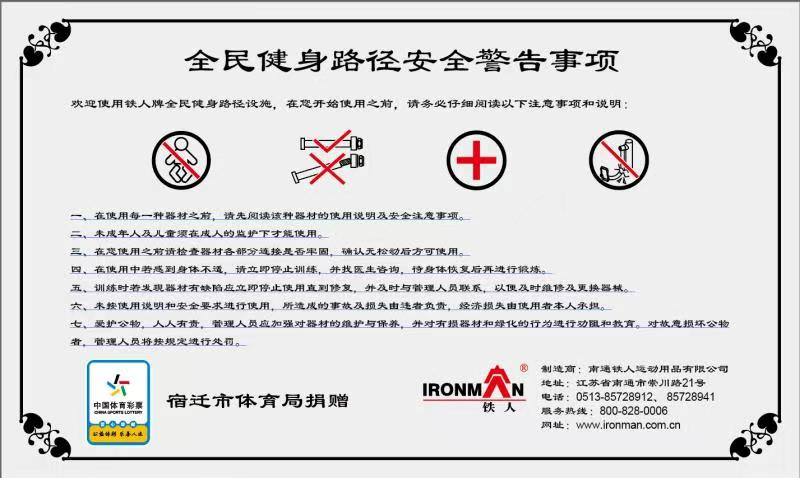 全民健身路径安全警告事项
欢迎使用铁人牌全民健身路径设施，在您开始使用之前，请务必仔细阅读以下注意事项和说明：
一、在使用每一种器材之前，请先阅读该种器材的使用说明及安全注意事项。
二、未成年人及儿童须在成人的监护下才能使用。
三、在您使用之前请检查器材各部分连接是否牢固，确认无松动后方可使用。
四、在使用中若感到身体不适，请立即停止训练，并找医生咨询，待身体恢复后再进行锻炼。
五、训练时若发现器材有缺陷应立即停止使用直到修复，并及时与管理人员联系，以便及时维修及更换器械。
六、未按使用说明和安全要求进行使用，所造成的事故及损失由违者负责，经济损失由使用者本人承担。
七、爱护公物，人人有责，管理人员应加强对器材的维护与保养，并对有损器材和绿化的行为进行劝阻和教育。对故意损坏公物
者，管理人员将按规定进行处罚。
中国体育彩票
CHINA SPORTS LOTTERY
公益体彩 乐善人生
宿迁市体育局捐赠
IRONMAN®
铁人
制造商：南通铁人运动用品有限公司
地址：江苏省南通市崇川路21号
电话：0513-85728912、85728941
服务热线：800-828-0006
网址：www.ironman.com.cn